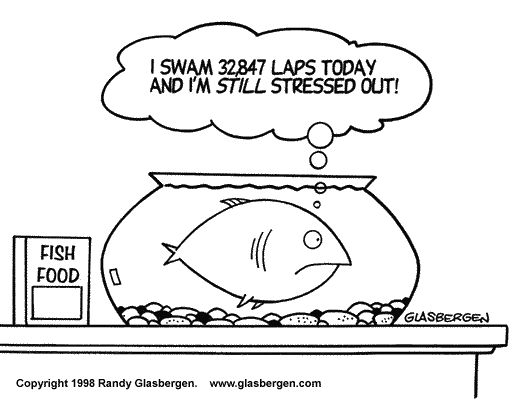 I SWAM 32,847 LAPS TODAY
AND I'M STILL STRESSED OUT!
FISH
FOOD
GLASBERGEN
Copyright 1998 Randy Glasbergen. www.glasbergen.com